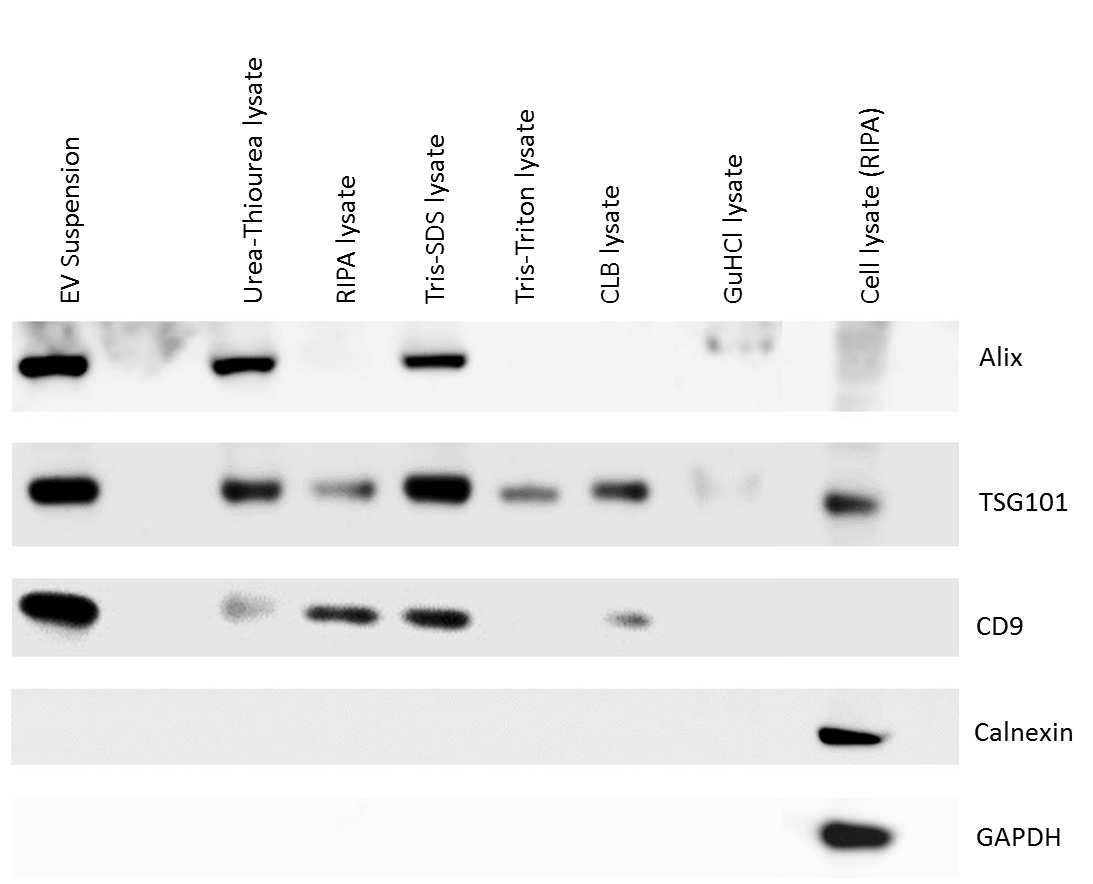 EV Suspension
Urea-Thiourea lysate
RIPA lysate
Tris-SDS lysate
Tris-Triton lysate
CLB lysate
GuHCl lysate
Cell lysate (RIPA)
Alix
TSG101
CD9
Calnexin
GAPDH